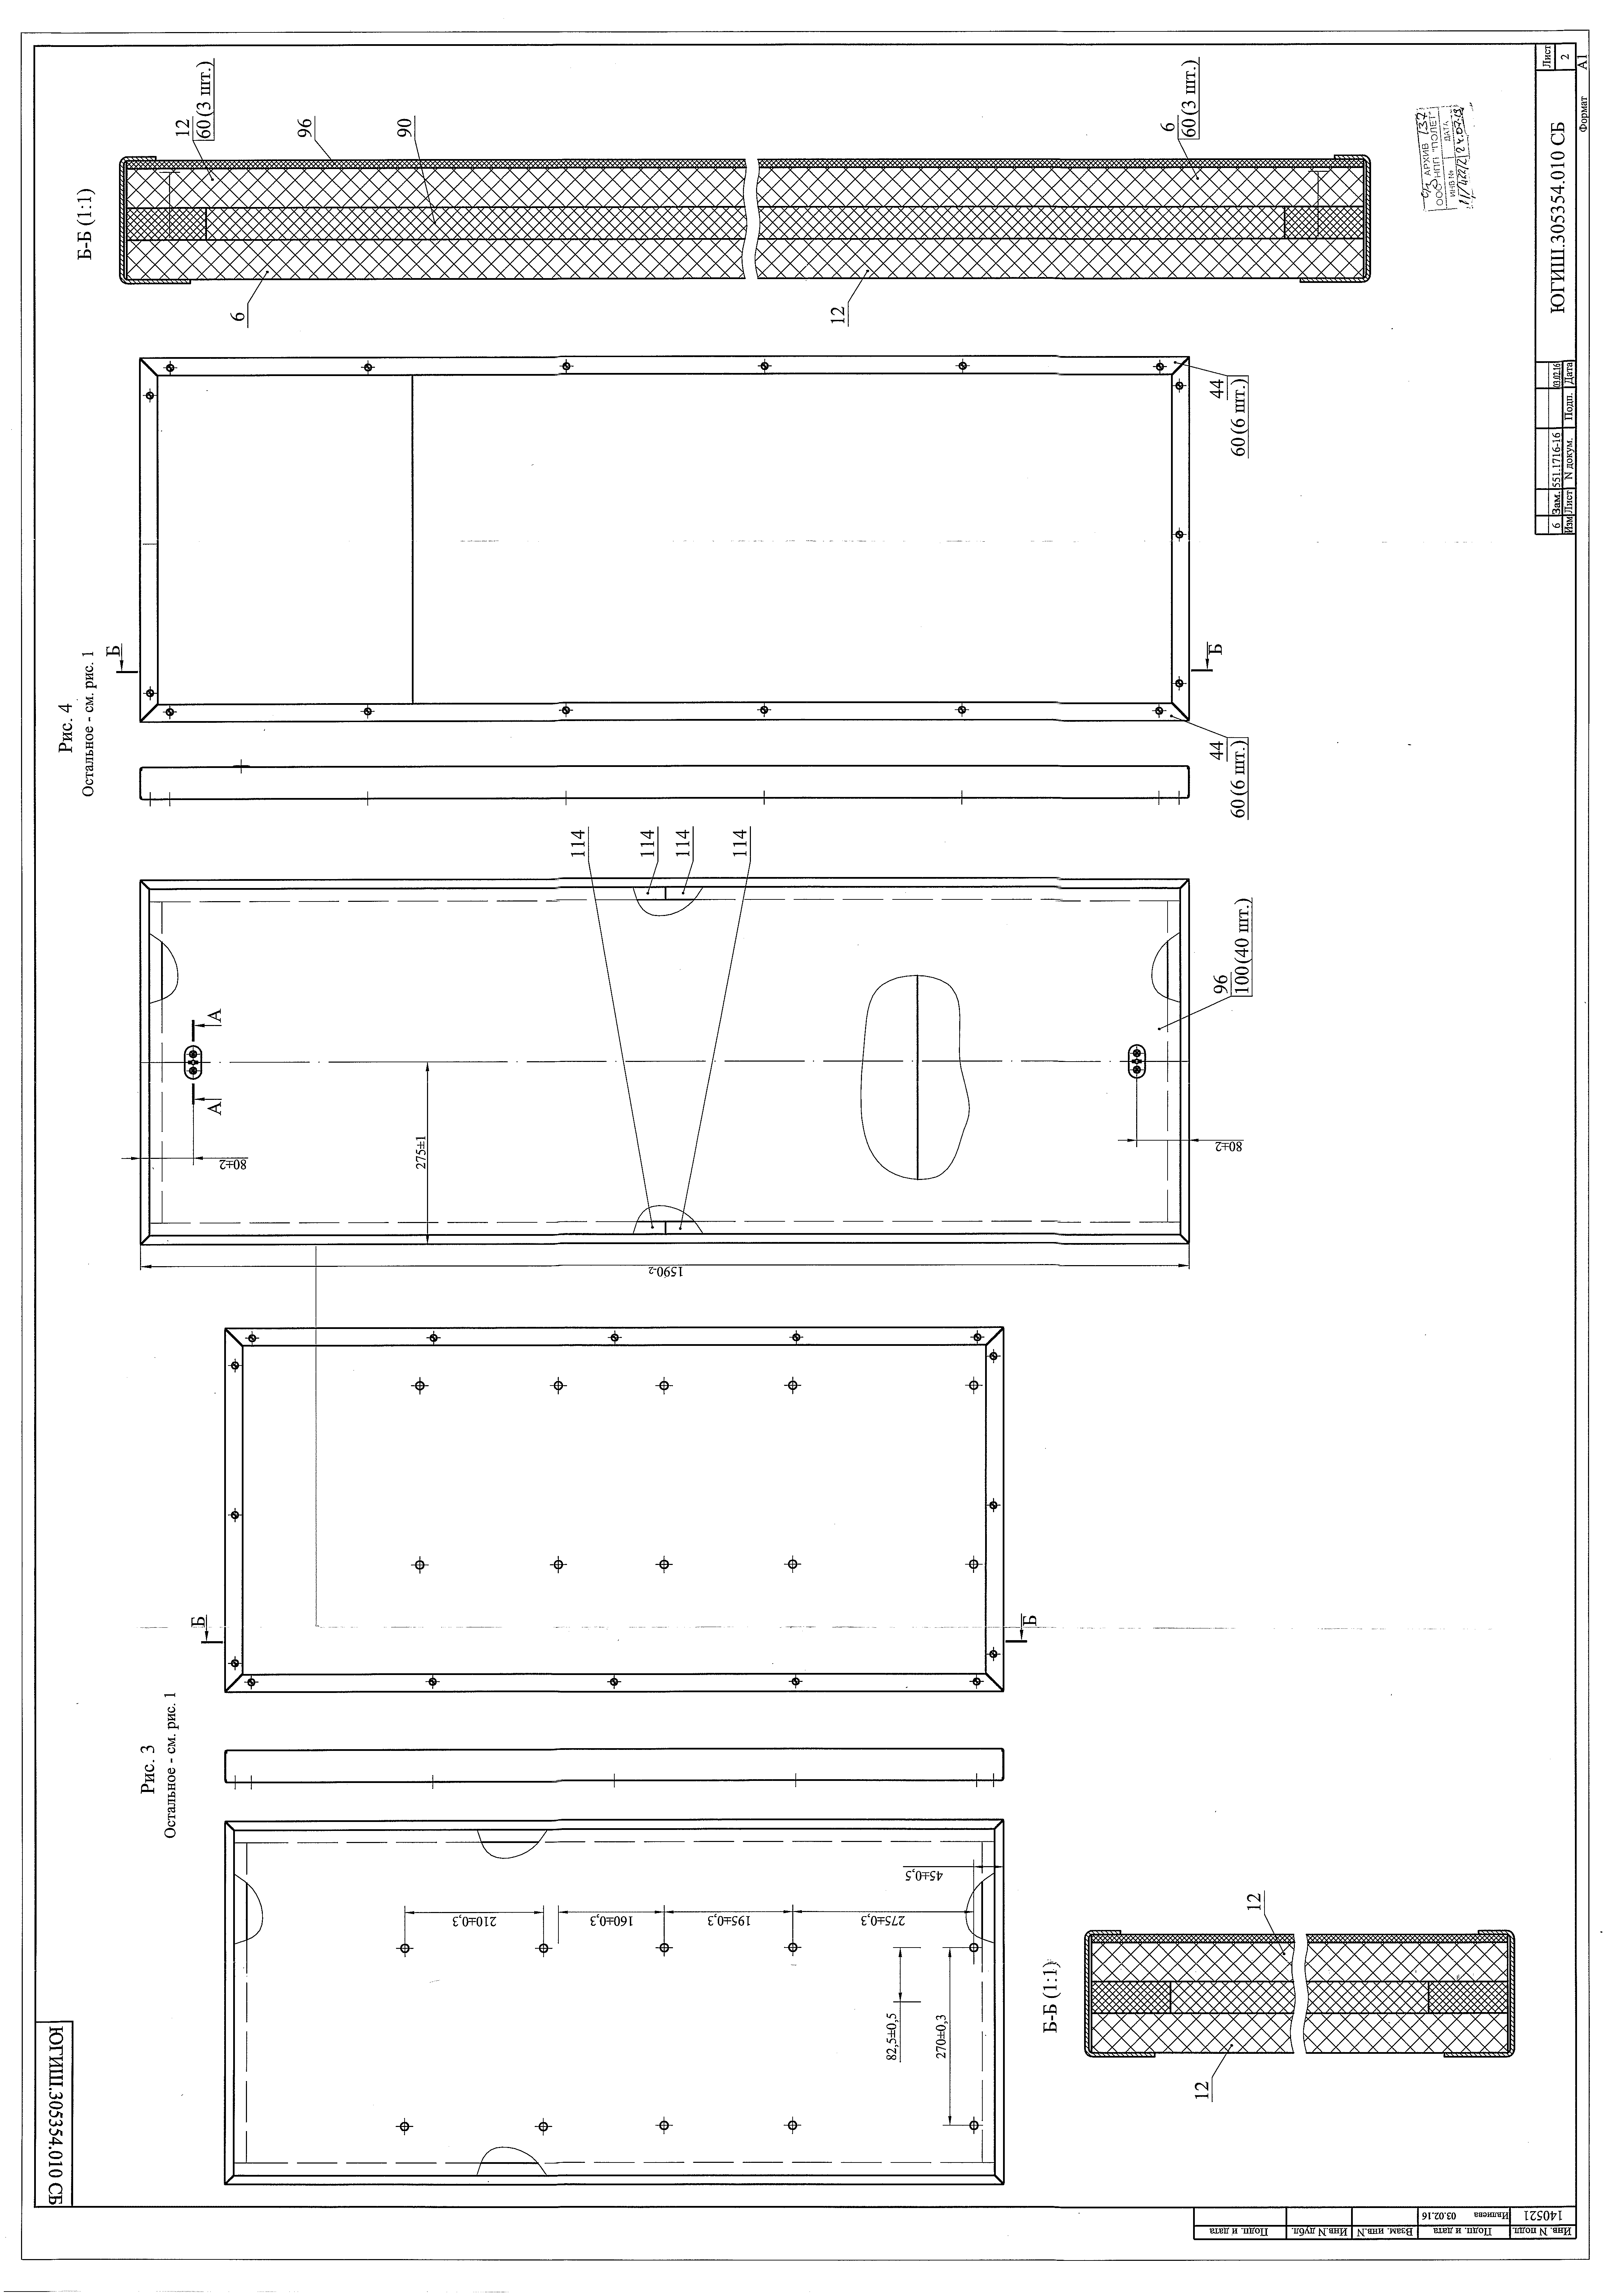 ЮГИШ.305354.010 СБ
Рис. 3
Остальное - см. рис. 1
210±0,3
160±0,3
195±0,3
275±0,3
45±0,5
82,5±0,5
270±0,3
Б
Б
Б-Б (1:1)
12
12
Рис. 4
Остальное - см. рис. 1
1590-2
275±1
80±2
80±2
А
А
114
114
114
114
96
100 (40 шт.)
Б
Б
44
60 (6 шт.)
44
60 (6 шт.)
Б-Б (1:1)
6
12
12
60 (3 шт.)
96
90
6
60 (3 шт.)
АРХИВ 137
ООО НПП "ПОЛЕТ"
ИНВ № ДАТА
6 Зам. 551.1716-16 03.02.16
Изм Лист N докум. Подп. Дата
ЮГИШ.305354.010 СБ
Лист
2
Формат А1
Инв. N подл. Подп. и дата Взам. инв.N Инв.N дубл. Подп. и дата
140521 03.02.16